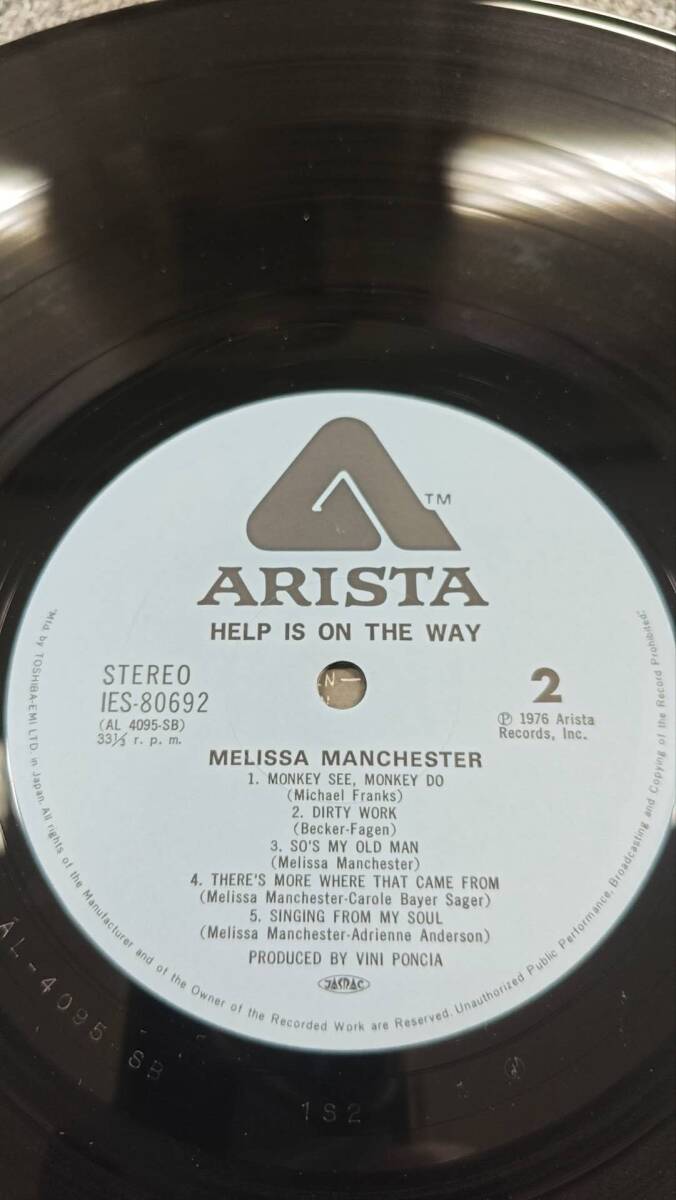 TM
ARISTA
HELP IS ON THE WAY
STEREO
IES-80692
(AL 4095-SB)
33⅓ r. p. m.
2
Ⓟ 1976 Arista
Records, Inc.
MELISSA MANCHESTER
1. MONKEY SEE, MONKEY DO
(Michael Franks)
2. DIRTY WORK
(Becker-Fagen)
3. SO'S MY OLD MAN
(Melissa Manchester)
4. THERE'S MORE WHERE THAT CAME FROM
(Melissa Manchester-Carole Bayer Sager)
5. SINGING FROM MY SOUL
(Melissa Manchester-Adrienne Anderson)
PRODUCED BY VINI PONCIA
JASRAC
"Mfd by TOSHIBA-EMI LTD. in Japan. All rights of the Manufacturer and of the Owner of the Recorded Work are Reserved. Unauthorized Public Performance, Broadcasting and Copying of the Record Prohibited."
AL-4095 SB
1S2